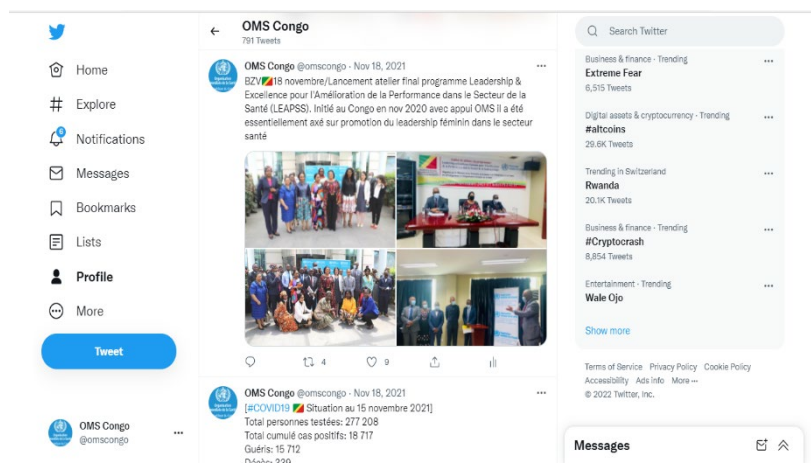 Home
Explore
6
Notifications
Messages
Bookmarks
Lists
Profile
More
Tweet
OMS Congo
@omscongo
OMS Congo
791 Tweets
OMS Congo @omscongo · Nov 18, 2021
BZV🇨🇬18 novembre/Lancement atelier final programme Leadership &
Excellence pour l'Amélioration de la Performance dans le Secteur de la
Santé (LEAPSS). Initié au Congo en nov 2020 avec appui OMS il a été
essentiellement axé sur promotion du leadership féminin dans le secteur
santé
4
9
OMS Congo @omscongo · Nov 18, 2021
[#COVID19 🇨🇬 Situation au 15 novembre 2021]
Total personnes testées: 277 208
Total cumulé cas positifs: 18 717
Guéris: 15 712
Décès: 339
Search Twitter
Business & finance · Trending
Extreme Fear
6,515 Tweets
Digital assets & cryptocurrency · Trending
#altcoins
29.6K Tweets
Trending in Switzerland
Rwanda
20.1K Tweets
Business & finance · Trending
#Cryptocrash
8,854 Tweets
Entertainment · Trending
Wale Ojo
Show more
Terms of Service Privacy Policy Cookie Policy
Accessibility Ads info More ···
© 2022 Twitter, Inc.
Messages